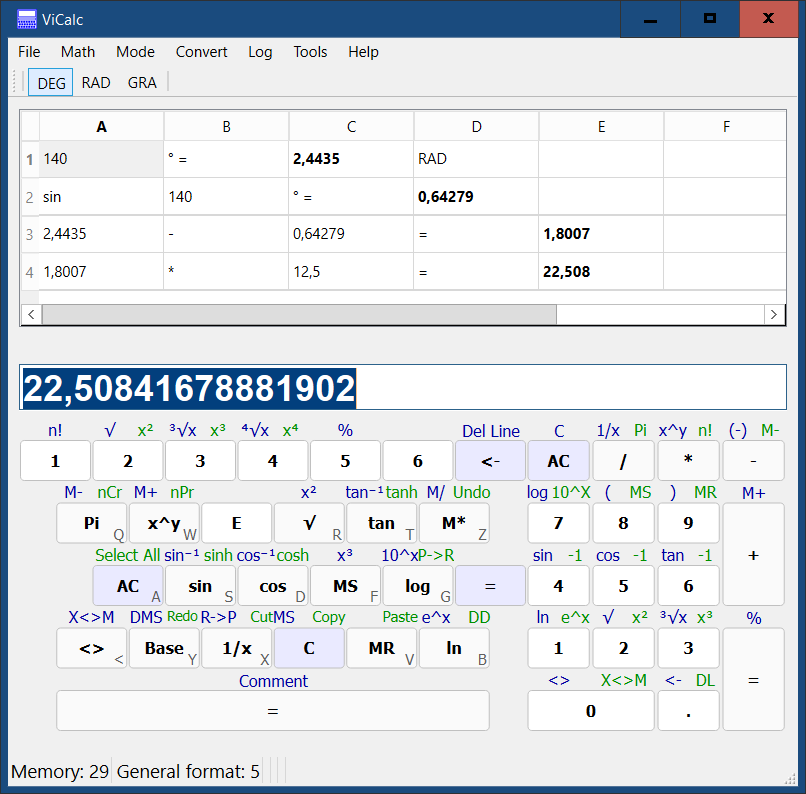 ViCalc
File Math Mode Convert Log Tools Help
DEG RAD GRA
A B C D E F
1 140 ° = 2,4435 RAD
2 sin 140 ° = 0,64279
3 2,4435 - 0,64279 = 1,8007
4 1,8007 * 12,5 = 22,508
22,50841678881902
n! √ x² ³√x x³ ⁴√x x⁴ % Del Line C 1/x Pi x^y n! (-) M-
1 2 3 4 5 6 <- AC / * -
M- nCr M+ nPr x² tan⁻¹ tanh M/ Undo log 10^X ( MS ) MR M+
Pi Q x^y W E √ R tan T M* Z 7 8 9 +
Select All sin⁻¹ sinh cos⁻¹ cosh x³ 10^x P->R sin -1 cos -1 tan -1
AC A sin S cos D MS F log G = 4 5 6
X<>M DMS Redo R->P Cut MS Copy Paste e^x DD ln e^x √ x² ³√x x³ %
<> < Base Y 1/x X C MR V ln B 1 2 3 =
Comment <> X<>M <- DL
= 0 .
Memory: 29 General format: 5